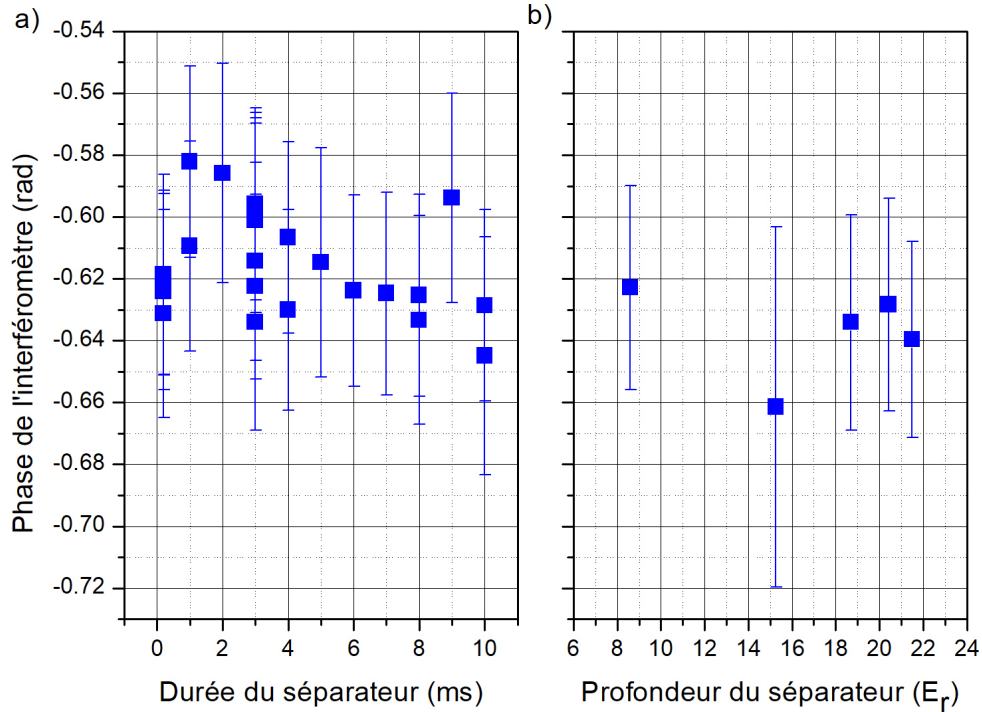 a)
b)
Phase de l'interféromètre (rad)
-0.54
-0.56
-0.58
-0.60
-0.62
-0.64
-0.66
-0.68
-0.70
-0.72
0 2 4 6 8 10
6 8 10 12 14 16 18 20 22 24
Durée du séparateur (ms)
Profondeur du séparateur (Er)